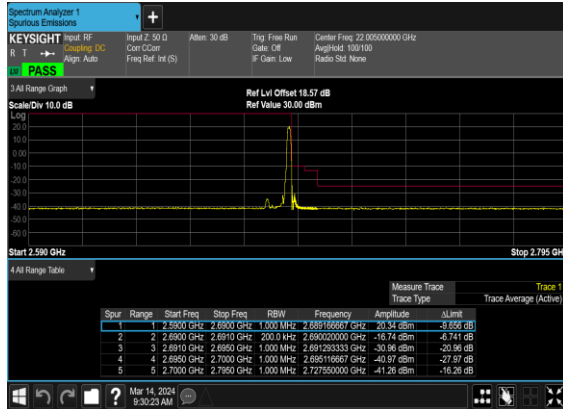 Spectrum Analyzer 1
Spurious Emissions
+
KEYSIGHT Input: RF Input Z: 50 Ω Atten: 30 dB Trig: Free Run Center Freq: 22.005000000 GHz
R T Coupling: DC Corr CCorr Gate: Off Avg|Hold: 100/100
Align: Auto Freq Ref: Int (S) IF Gain: Low Radio Std: None
PASS
3 All Range Graph
Ref Lvl Offset 18.57 dB
Scale/Div 10.0 dB Ref Value 30.00 dBm
Log
20.0
10.0
0.00
-10.0
-20.0
-30.0
-40.0
-50.0
-60.0
Start 2.590 GHz Stop 2.795 GH
4 All Range Table
Measure Trace Trace 1
Trace Type Trace Average (Active)
Spur Range Start Freq Stop Freq RBW Frequency Amplitude ΔLimit
1 1 2.5900 GHz 2.6900 GHz 1.000 MHz 2.689166667 GHz 20.34 dBm -9.656 dB
2 2 2.6900 GHz 2.6910 GHz 200.0 kHz 2.690020000 GHz -16.74 dBm -6.741 dB
3 3 2.6910 GHz 2.6950 GHz 1.000 MHz 2.691293333 GHz -30.96 dBm -20.96 dB
4 4 2.6950 GHz 2.7000 GHz 1.000 MHz 2.695116667 GHz -40.97 dBm -27.97 dB
5 5 2.7000 GHz 2.7950 GHz 1.000 MHz 2.727550000 GHz -41.26 dBm -16.26 dB
? Mar 14, 2024
9:30:23 AM